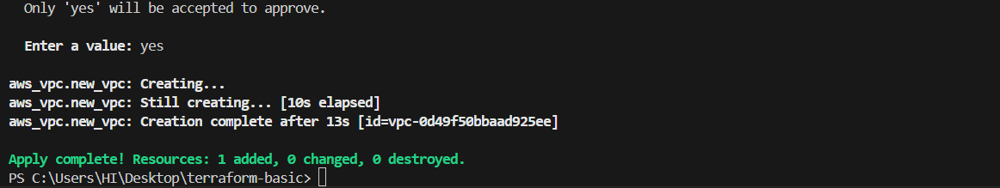 Only 'yes' will be accepted to approve.
Enter a value: yes
aws_vpc.new_vpc: Creating...
aws_vpc.new_vpc: Still creating... [10s elapsed]
aws_vpc.new_vpc: Creation complete after 13s [id=vpc-0d49f50bbaad925ee]
Apply complete! Resources: 1 added, 0 changed, 0 destroyed.
PS C:\Users\HI\Desktop\terraform-basic>